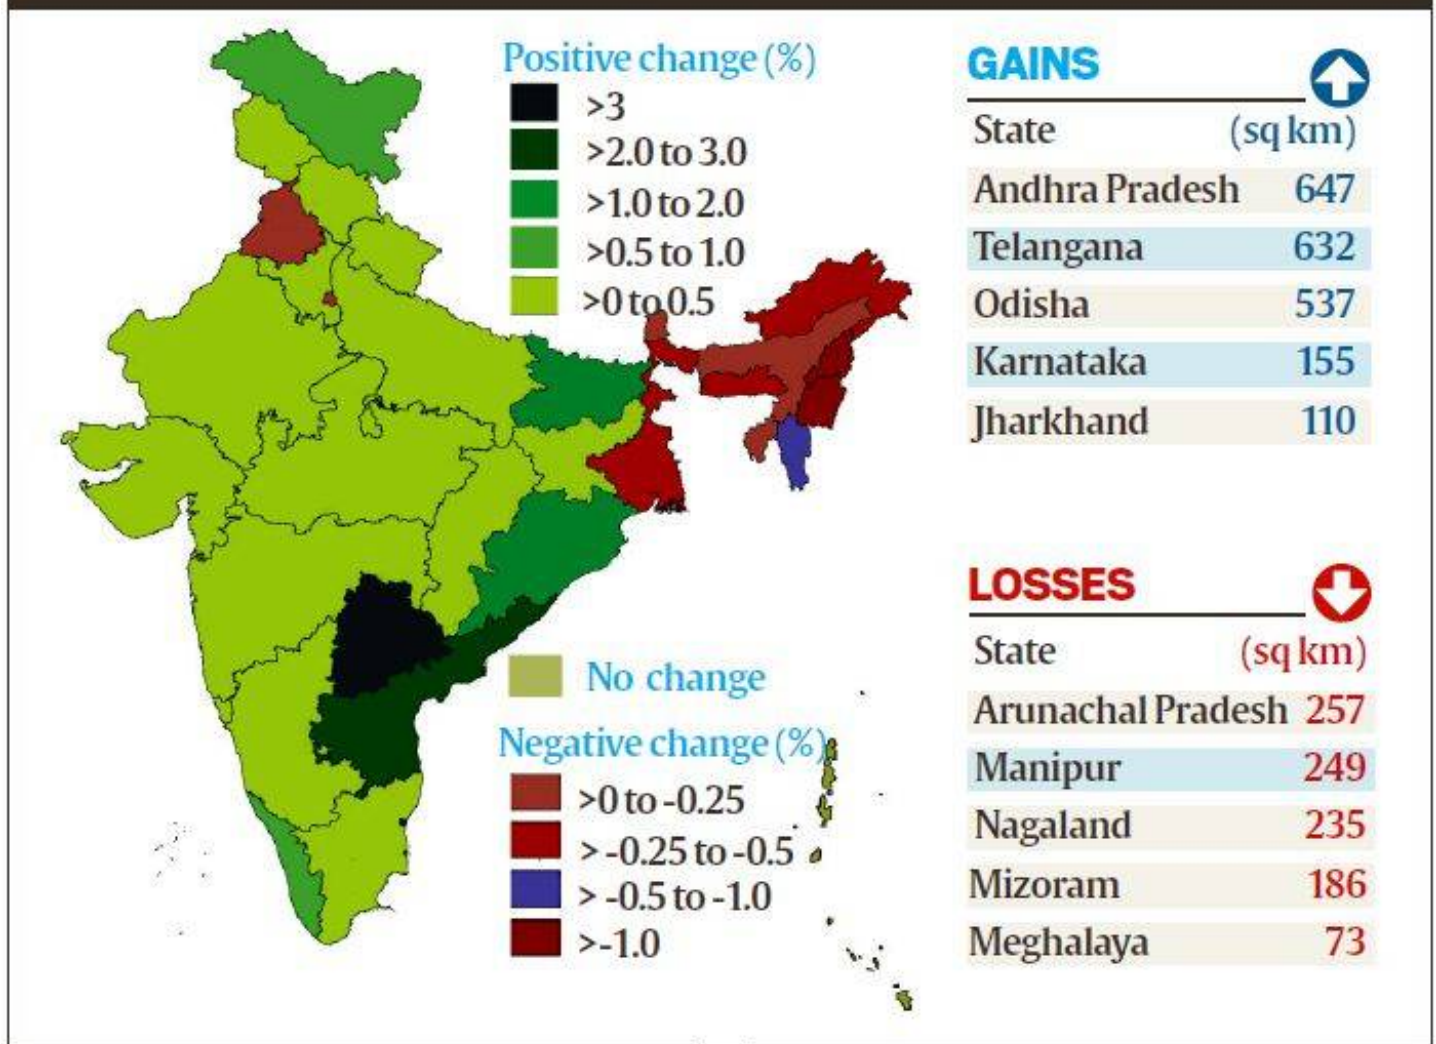 Positive change (%)
>3
>2.0 to 3.0
>1.0 to 2.0
>0.5 to 1.0
>0 to 0.5
No change
Negative change (%)
>0 to -0.25
> -0.25 to -0.5
> -0.5 to -1.0
>-1.0
GAINS
State (sq km)
Andhra Pradesh 647
Telangana 632
Odisha 537
Karnataka 155
Jharkhand 110
LOSSES
State (sq km)
Arunachal Pradesh 257
Manipur 249
Nagaland 235
Mizoram 186
Meghalaya 73